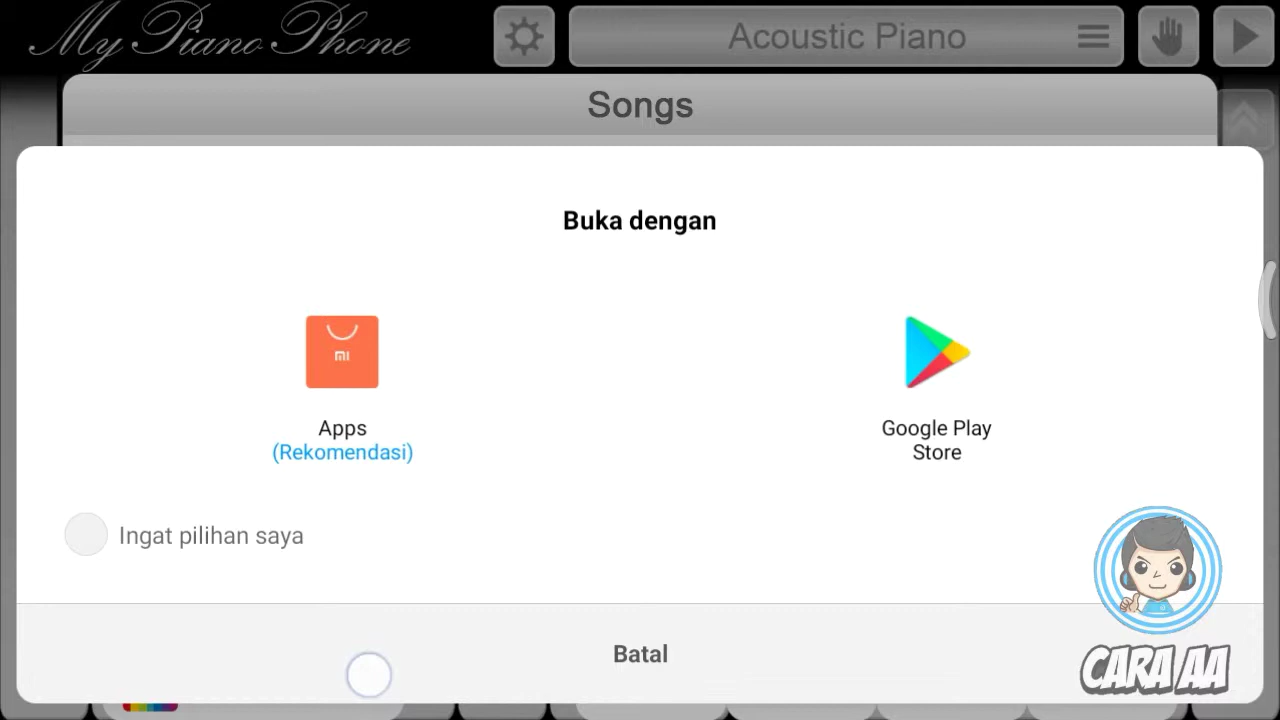 My Piano Phone
Acoustic Piano
Songs
Buka dengan
mi
Apps
(Rekomendasi)
Google Play
Store
Ingat pilihan saya
Batal
CARA AA